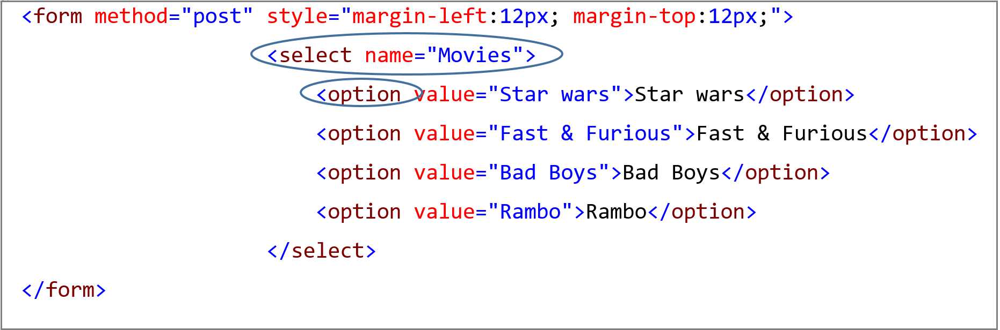 <form method="post" style="margin-left:12px; margin-top:12px;">
<select name="Movies">
<option value="Star wars">Star wars</option>
<option value="Fast & Furious">Fast & Furious</option>
<option value="Bad Boys">Bad Boys</option>
<option value="Rambo">Rambo</option>
</select>
</form>